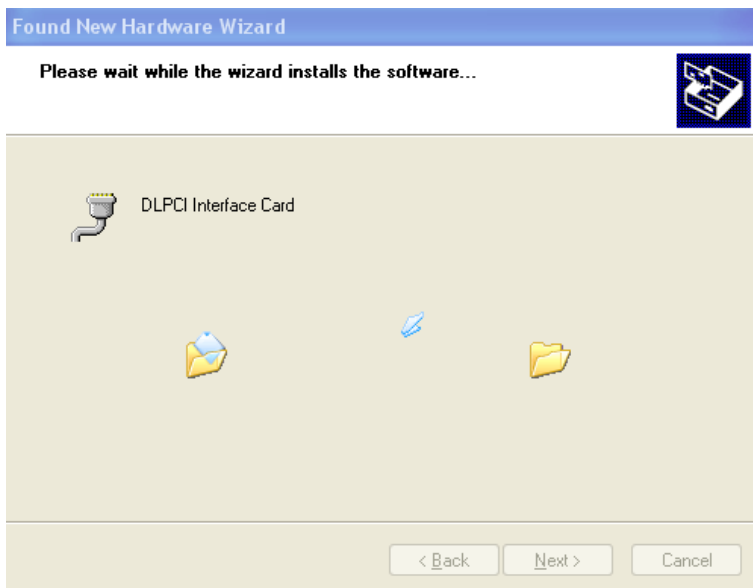 Found New Hardware Wizard
Please wait while the wizard installs the software...
DLPCI Interface Card
< Back
Next >
Cancel